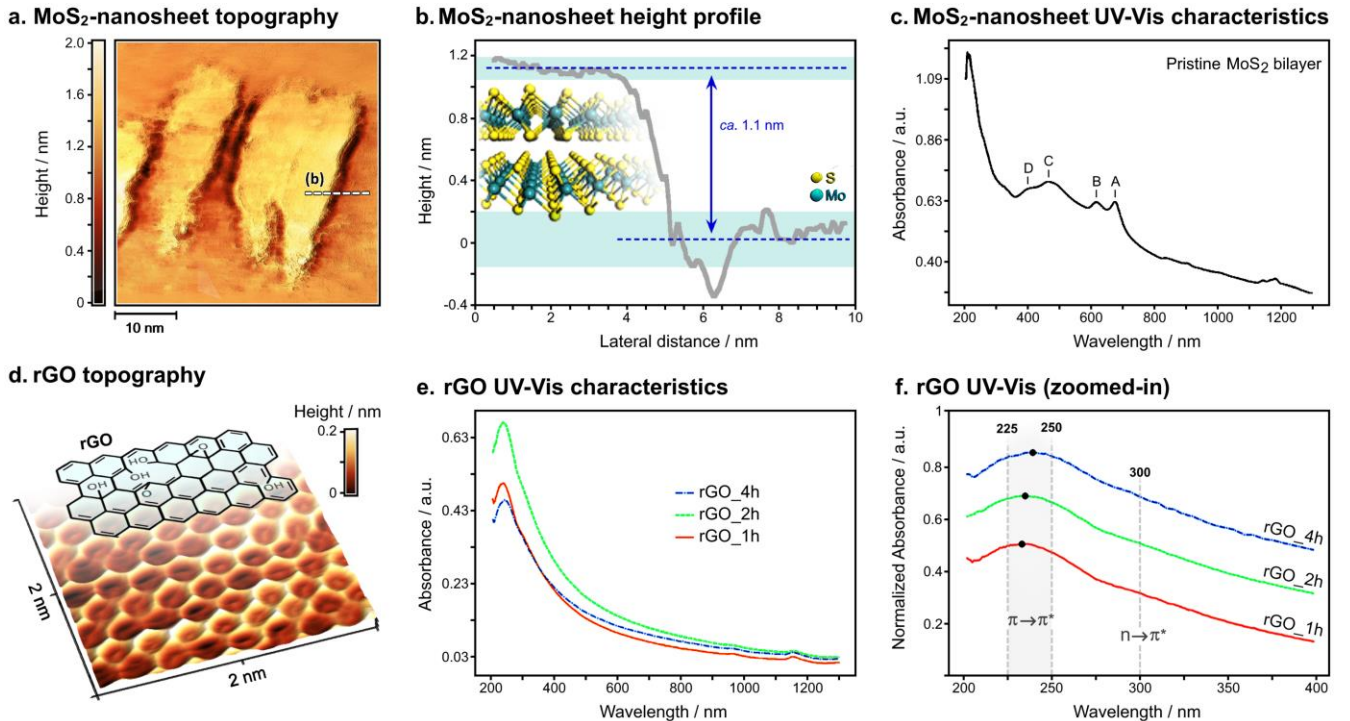 a. MoS₂-nanosheet topography
2.0
1.6
1.2
0.8
0.4
0
Height / nm
(b)
10 nm
b. MoS₂-nanosheet height profile
1.2
0.8
0.4
0
-0.4
Height / nm
ca. 1.1 nm
S
Mo
0 2 4 6 8 10
Lateral distance / nm
c. MoS₂-nanosheet UV-Vis characteristics
Pristine MoS₂ bilayer
1.09
0.86
0.63
0.40
Absorbance / a.u.
D C B A
200 400 600 800 1000 1200
Wavelength / nm
d. rGO topography
Height / nm
0.2
0
rGO
HO
O
OH
OH
O
OH
2 nm
2 nm
e. rGO UV-Vis characteristics
0.63
0.43
0.23
0.03
Absorbance / a.u.
rGO_4h
rGO_2h
rGO_1h
200 400 600 800 1000 1200
Wavelength / nm
f. rGO UV-Vis (zoomed-in)
1
0.8
0.6
0.4
0.2
Normalized Absorbance / a.u.
225 250
300
rGO_4h
rGO_2h
rGO_1h
π→π*
n→π*
200 250 300 350 400
Wavelength / nm